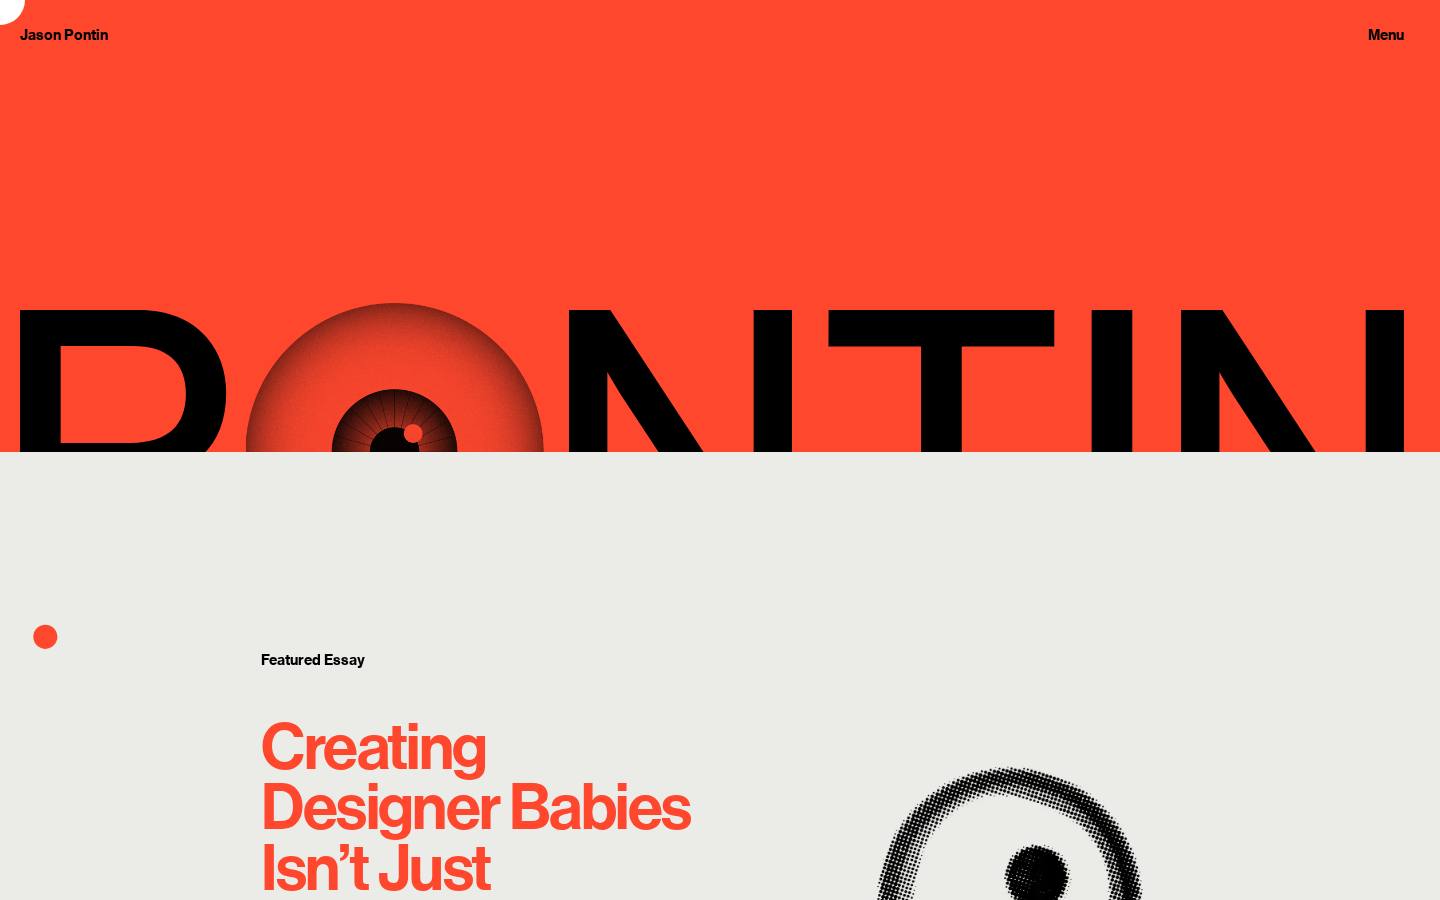 Jason Pontin
Menu
PONTIN
Featured Essay
Creating
Designer Babies
Isn’t Just